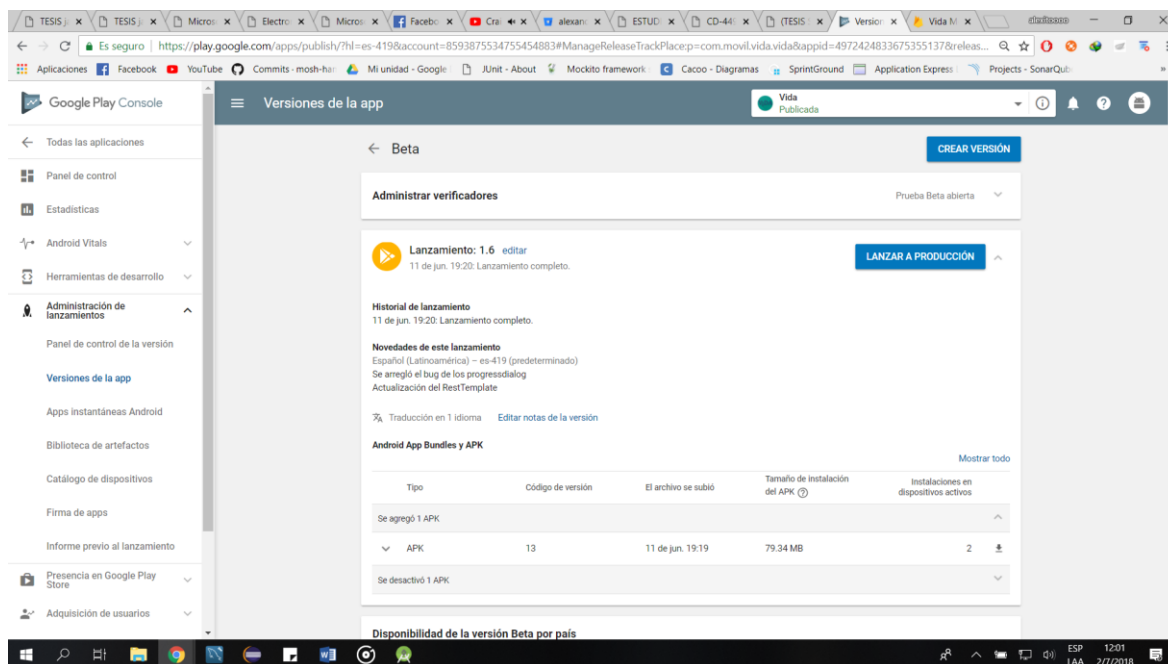 TESIS j
TESIS j
Micros
Electro
Micros
Facebo
Crai
alexan
ESTUD
CD-44
(TESIS
Version
Vida M
Es seguro | https://play.google.com/apps/publish/?hl=es-419&account=8593875534755454883#ManageReleaseTrackPlace:p=com.movil.vida.vida&appid=4972424833675355137&releas...
Aplicaciones Facebook YouTube Commits · mosh-har Mi unidad - Google JUnit - About Mockito framework Cacoo - Diagramas SprintGround Application Express Projects - SonarQub
Google Play Console
Versiones de la app
Vida
Publicada
Todas las aplicaciones
Panel de control
Estadísticas
Android Vitals
Herramientas de desarrollo
Administración de
lanzamientos
Panel de control de la versión
Versiones de la app
Apps instantáneas Android
Biblioteca de artefactos
Catálogo de dispositivos
Firma de apps
Informe previo al lanzamiento
Presencia en Google Play
Store
Adquisición de usuarios
Beta
CREAR VERSIÓN
Administrar verificadores
Prueba Beta abierta
Lanzamiento: 1.6 editar
11 de jun. 19:20: Lanzamiento completo.
LANZAR A PRODUCCIÓN
Historial de lanzamiento
11 de jun. 19:20: Lanzamiento completo.
Novedades de este lanzamiento
Español (Latinoamérica) – es-419 (predeterminado)
Se arregló el bug de los progressdialog
Actualización del RestTemplate
Traducción en 1 idioma Editar notas de la versión
Android App Bundles y APK
Mostrar todo
Tipo
Código de versión
El archivo se subió
Tamaño de instalación
del APK
Instalaciones en
dispositivos activos
Se agregó 1 APK
APK 13 11 de jun. 19:19 79.34 MB 2
Se desactivó 1 APK
Disponibilidad de la versión Beta por país
ESP
LAA
12:01
2/7/2018